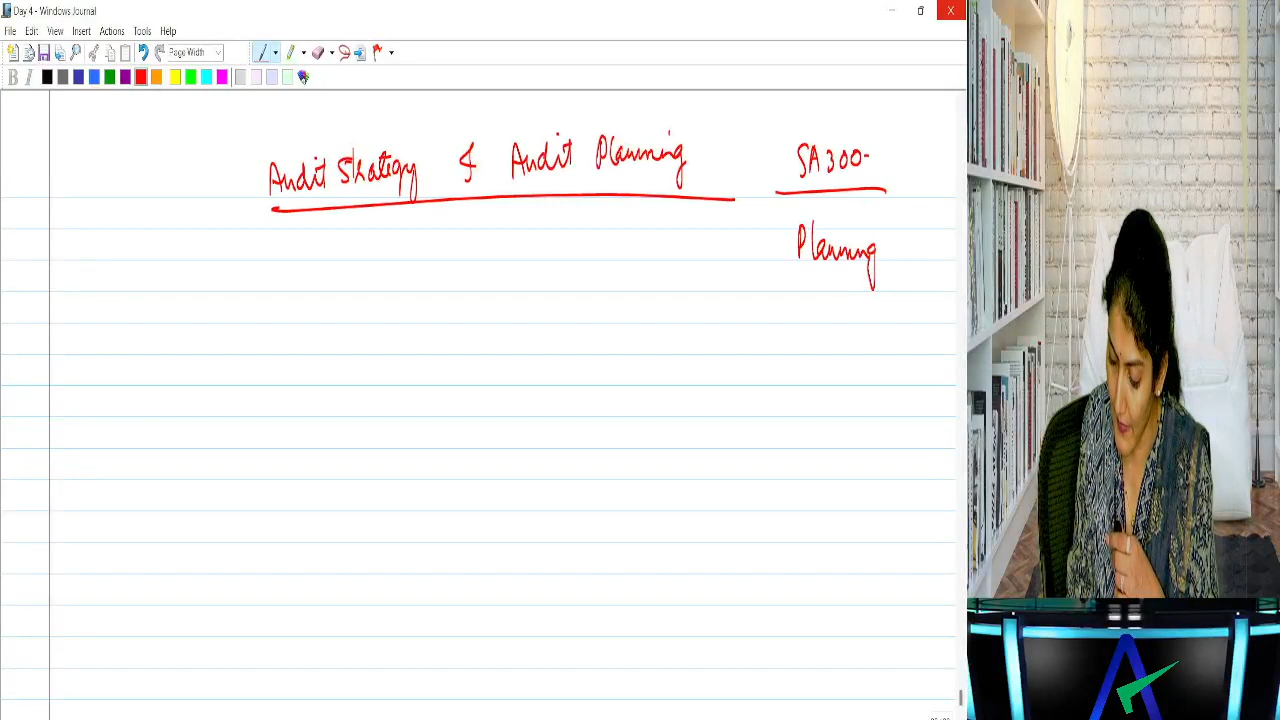 Day 4 - Windows Journal
File Edit View Insert Actions Tools Help
Page Width
B I
Audit Strategy & Audit Planning SA 300-
Planning